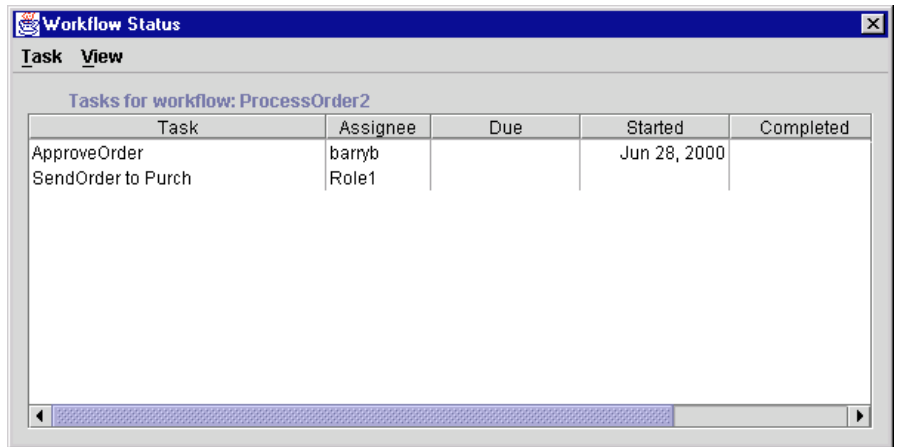 Workflow Status
Task View
Tasks for workflow: ProcessOrder2
Task Assignee Due Started Completed
ApproveOrder barryb Jun 28, 2000
SendOrder to Purch Role1